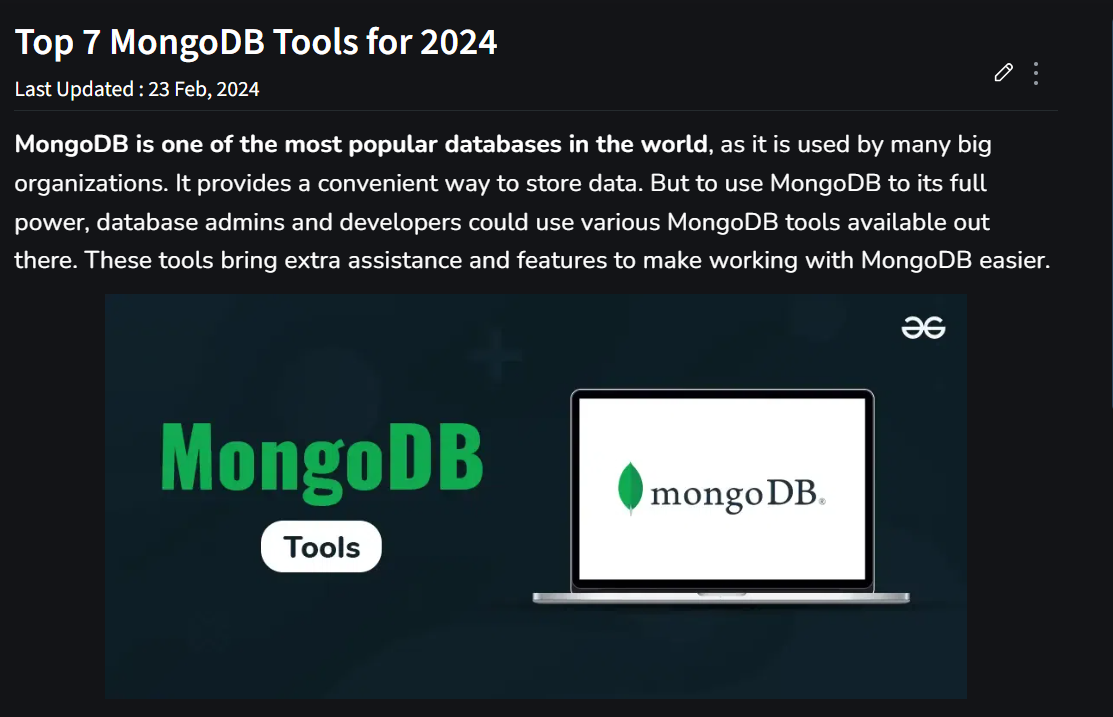 Top 7 MongoDB Tools for 2024
Last Updated : 23 Feb, 2024
MongoDB is one of the most popular databases in the world, as it is used by many big
organizations. It provides a convenient way to store data. But to use MongoDB to its full
power, database admins and developers could use various MongoDB tools available out
there. These tools bring extra assistance and features to make working with MongoDB easier.
MongoDB
Tools
mongoDB®